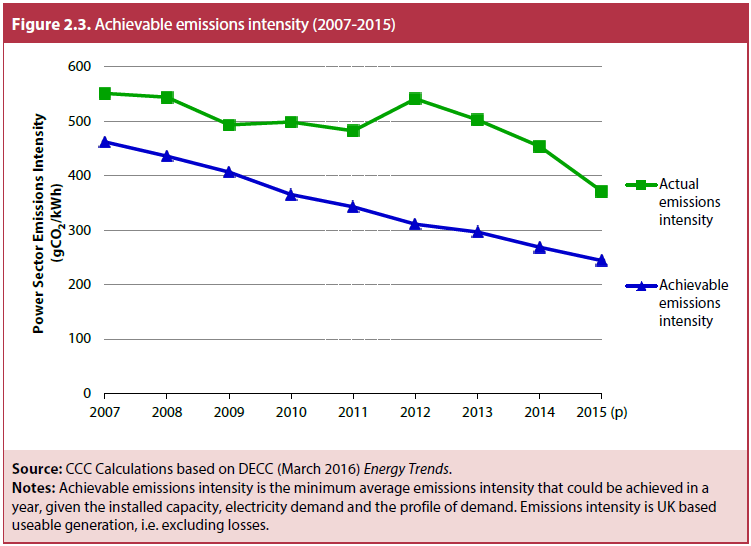 Figure 2.3. Achievable emissions intensity (2007-2015)
Power Sector Emissions Intensity
(gCO₂/kWh)
600
500
400
300
200
100
0
2007 2008 2009 2010 2011 2012 2013 2014 2015 (p)
Actual
emissions
intensity
Achievable
emissions
intensity
Source: CCC Calculations based on DECC (March 2016) Energy Trends.
Notes: Achievable emissions intensity is the minimum average emissions intensity that could be achieved in a
year, given the installed capacity, electricity demand and the profile of demand. Emissions intensity is UK based
useable generation, i.e. excluding losses.